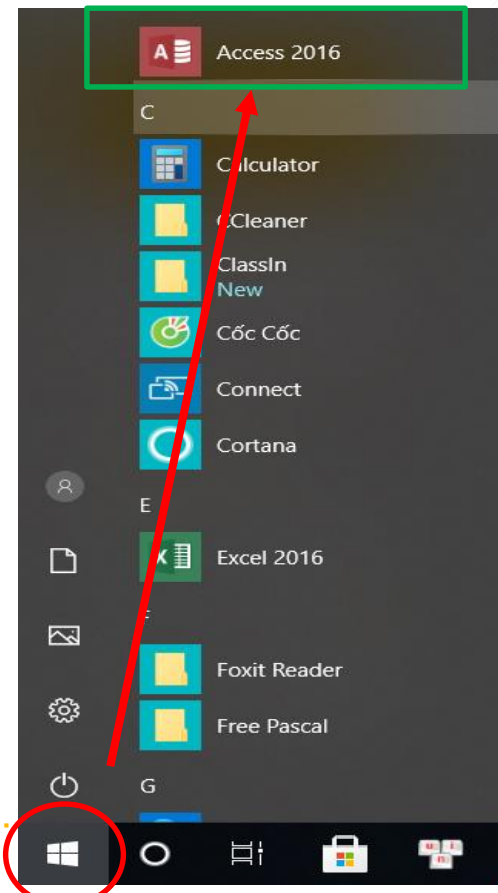 Access 2016
C
Calculator
CCleaner
ClassIn
New
Cốc Cốc
Connect
Cortana
E
Excel 2016
F
Foxit Reader
Free Pascal
G